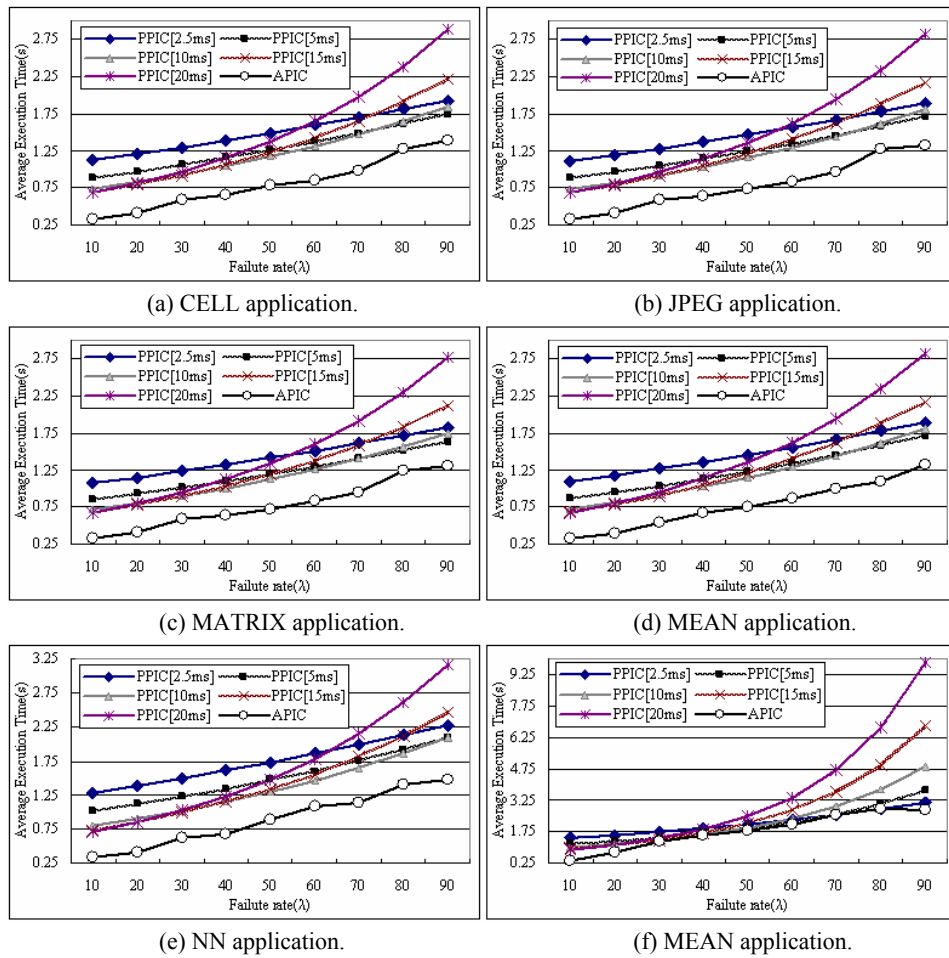 PPIC[2.5ms] PPIC[5ms]
PPIC[10ms] PPIC[15ms]
PPIC[20ms] APIC
Average Execution Time(s)
2.75
2.25
1.75
1.25
0.75
0.25
10 20 30 40 50 60 70 80 90
Failute rate(λ)
(a) CELL application.
PPIC[2.5ms] PPIC[5ms]
PPIC[10ms] PPIC[15ms]
PPIC[20ms] APIC
Average Execution Time(s)
2.75
2.25
1.75
1.25
0.75
0.25
10 20 30 40 50 60 70 80 90
Failute rate(λ)
(b) JPEG application.
PPIC[2.5ms] PPIC[5ms]
PPIC[10ms] PPIC[15ms]
PPIC[20ms] APIC
Average Execution Time(s)
2.75
2.25
1.75
1.25
0.75
0.25
10 20 30 40 50 60 70 80 90
Failute rate(λ)
(c) MATRIX application.
PPIC[2.5ms] PPIC[5ms]
PPIC[10ms] PPIC[15ms]
PPIC[20ms] APIC
Average Execution Time(s)
2.75
2.25
1.75
1.25
0.75
0.25
10 20 30 40 50 60 70 80 90
Failute rate(λ)
(d) MEAN application.
PPIC[2.5ms] PPIC[5ms]
PPIC[10ms] PPIC[15ms]
PPIC[20ms] APIC
Average Execution Time(s)
3.25
2.75
2.25
1.75
1.25
0.75
0.25
10 20 30 40 50 60 70 80 90
Failute rate(λ)
(e) NN application.
PPIC[2.5ms] PPIC[5ms]
PPIC[10ms] PPIC[15ms]
PPIC[20ms] APIC
Average Execution Time(s)
9.25
7.75
6.25
4.75
3.25
1.75
0.25
10 20 30 40 50 60 70 80 90
Failute rate(λ)
(f) MEAN application.